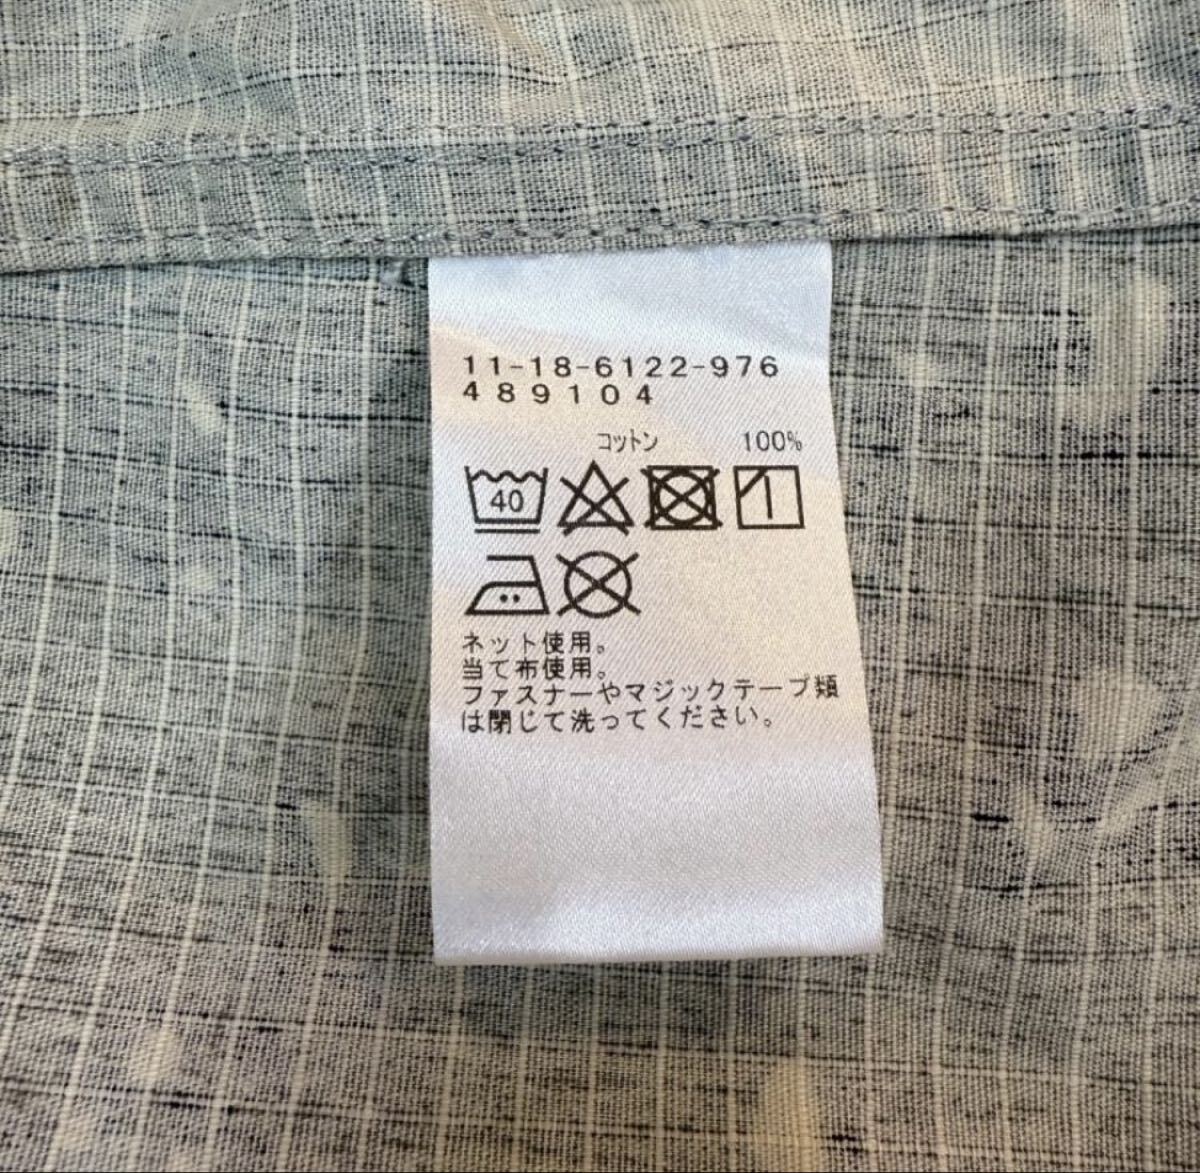 11-18-6122-976
489104
コットン 100%
40
ネット使用。
当て布使用。
ファスナーやマジックテープ類
は閉じて洗ってください。